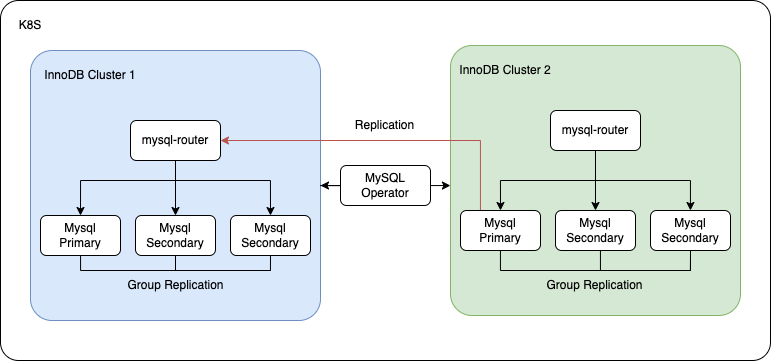 K8S
InnoDB Cluster 1
InnoDB Cluster 2
mysql-router
Replication
mysql-router
MySQL
Operator
Mysql
Primary
Mysql
Secondary
Mysql
Secondary
Mysql
Primary
Mysql
Secondary
Mysql
Secondary
Group Replication
Group Replication